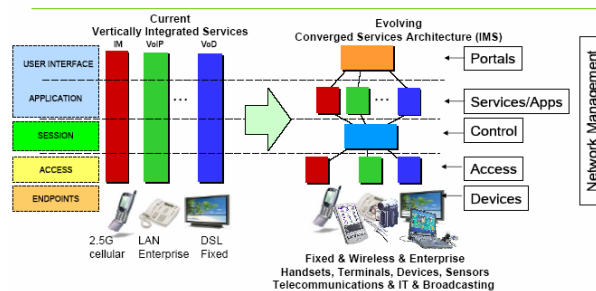 Current
Vertically Integrated Services
IM VoIP VoD
Evolving
Converged Services Architecture (IMS)
USER INTERFACE
APPLICATION
SESSION
ACCESS
ENDPOINTS
...
...
Portals
Services/Apps
Control
Access
Devices
Network Management
2.5G
cellular
LAN
Enterprise
DSL
Fixed
Fixed & Wireless & Enterprise
Handsets, Terminals, Devices, Sensors
Telecommunications & IT & Broadcasting